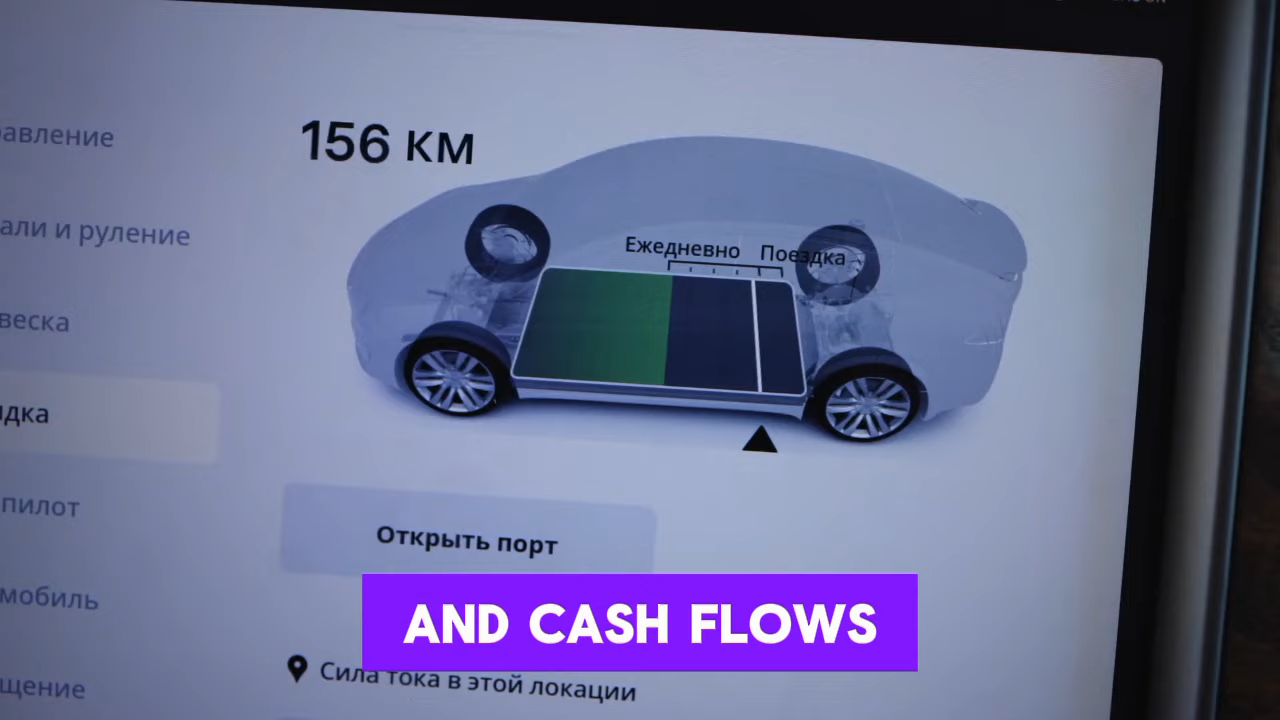 156 км
авление
али и руление
Ежедневно Поездка
веска
дка
пилот
Открыть порт
мобиль
AND CASH FLOWS
Сила тока в этой локации
щение